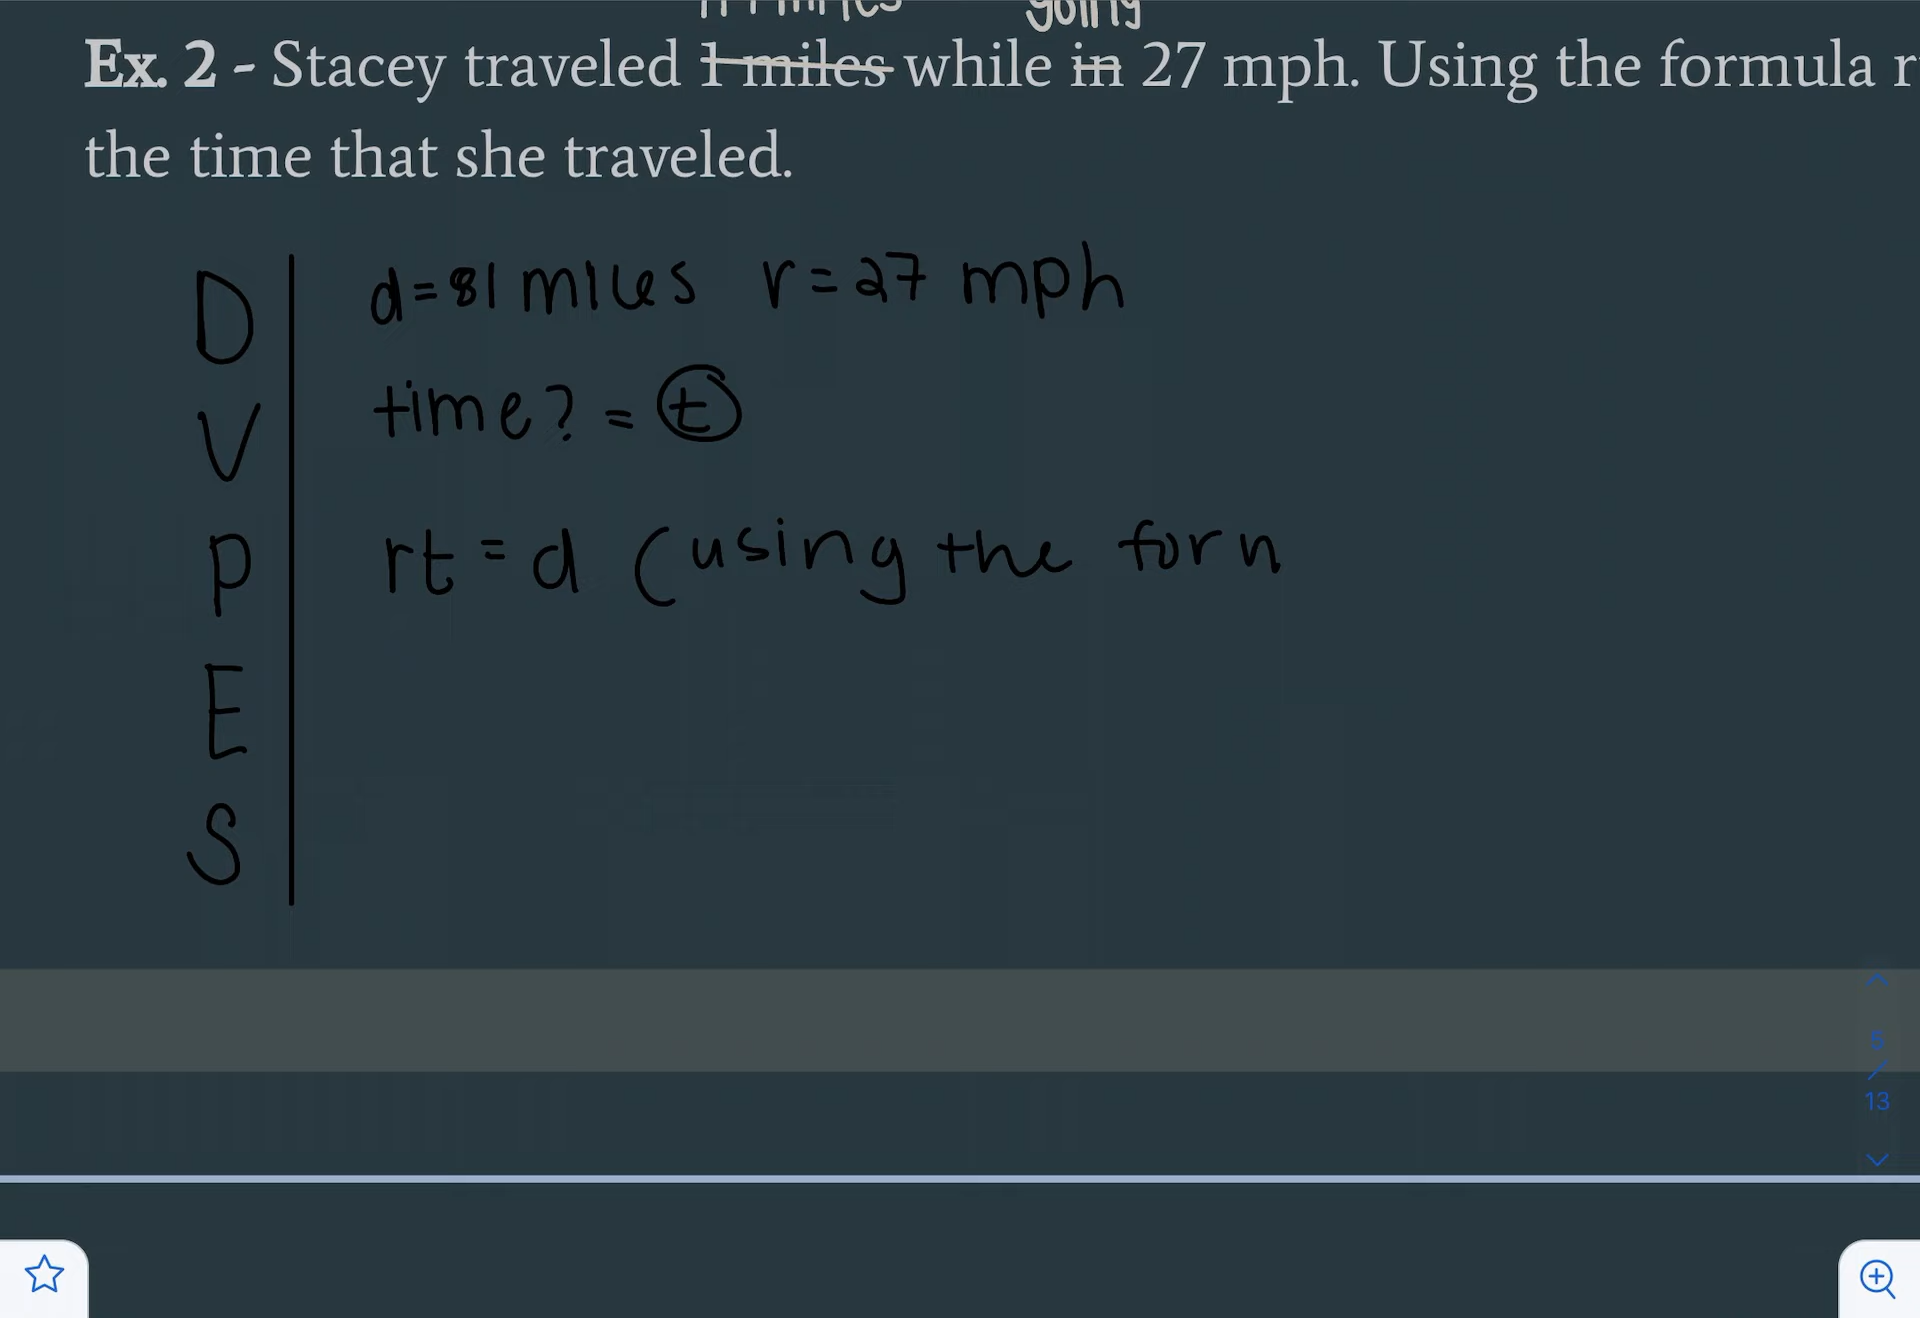 going
Ex. 2 - Stacey traveled 1 miles while in 27 mph. Using the formula
the time that she traveled.
D d=81 miles r=27 mph
V time? = t
P rt = d (using the forn
E
S
5
/
13